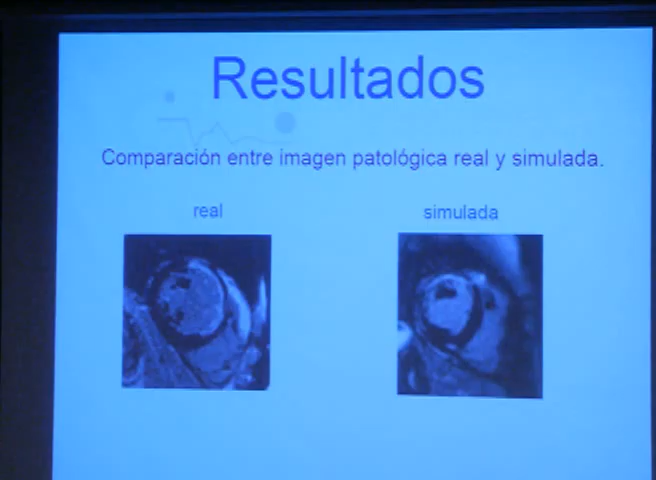 Resultados
Comparación entre imagen patológica real y simulada.
real
simulada